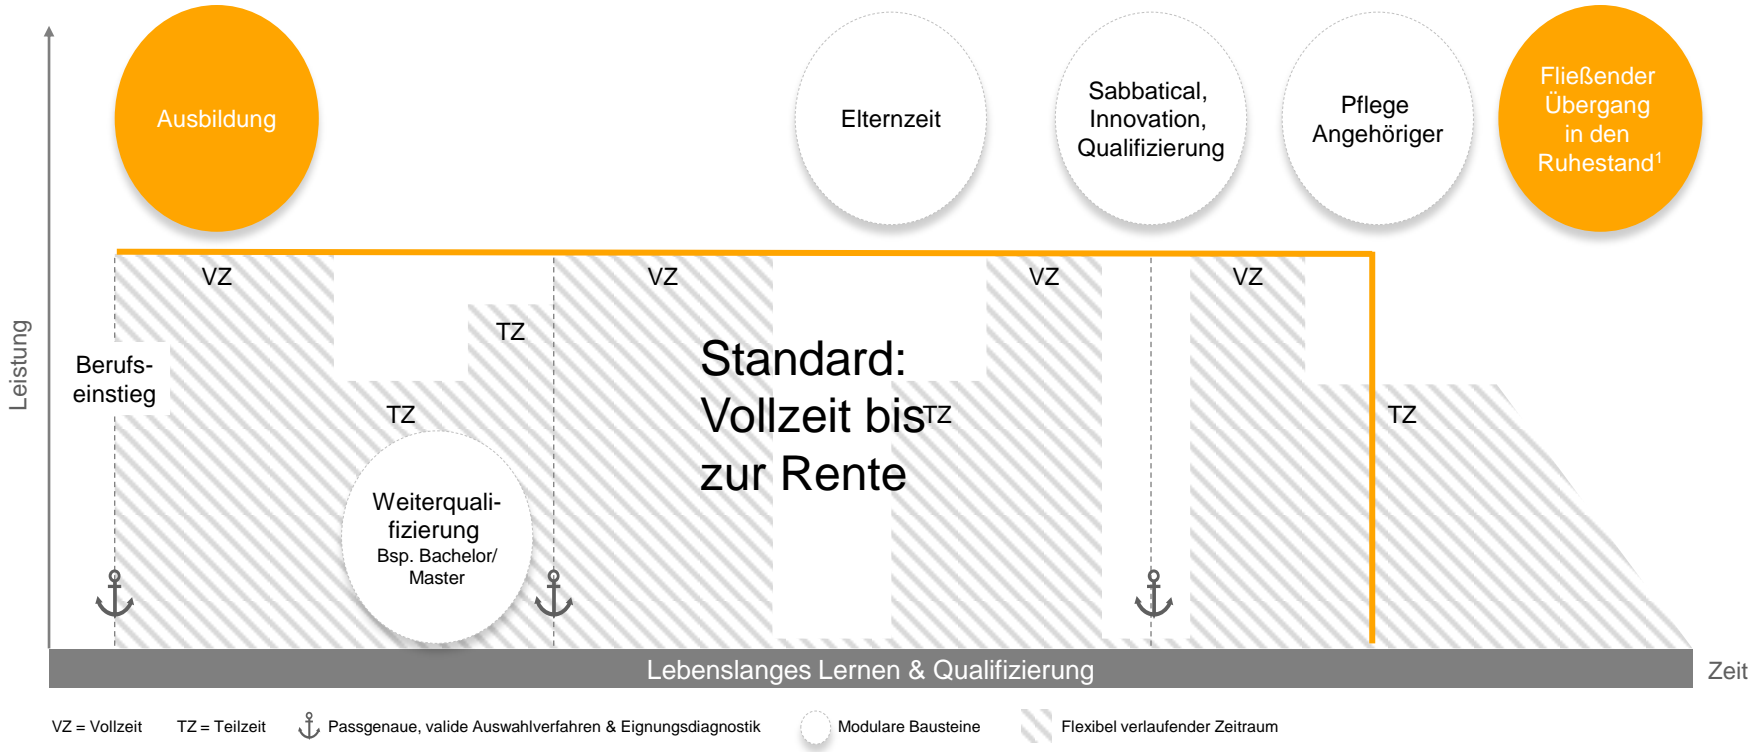 Ausbildung
Elternzeit
Sabbatical,
Innovation,
Qualifizierung
Pflege
Angehöriger
Fließender
Übergang
in den
Ruhestand¹
VZ
VZ
VZ
VZ
TZ
Leistung
Berufs-
einstieg
Standard:
Vollzeit bis
zur Rente
TZ
TZ
TZ
Weiterquali-
fizierung
Bsp. Bachelor/
Master
Lebenslanges Lernen & Qualifizierung
Zeit
VZ = Vollzeit
TZ = Teilzeit
Passgenaue, valide Auswahlverfahren & Eignungsdiagnostik
Modulare Bausteine
Flexibel verlaufender Zeitraum